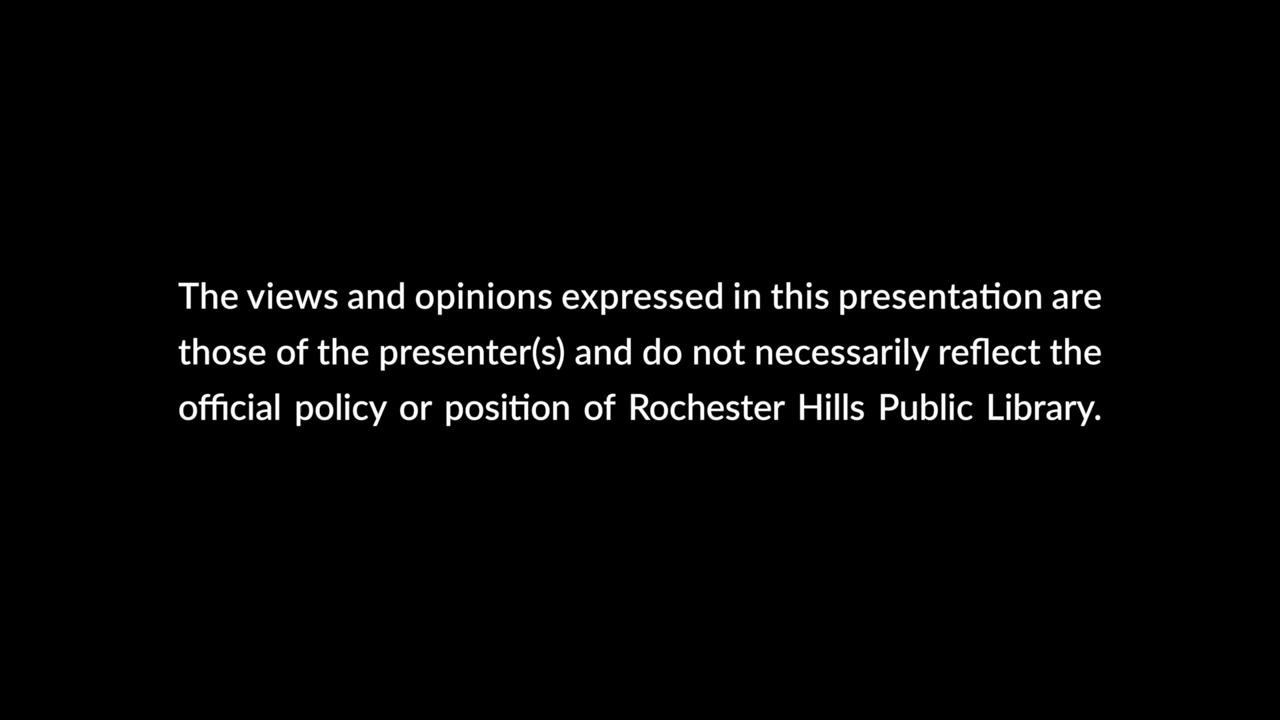 The views and opinions expressed in this presentation are
those of the presenter(s) and do not necessarily reflect the
official policy or position of Rochester Hills Public Library.